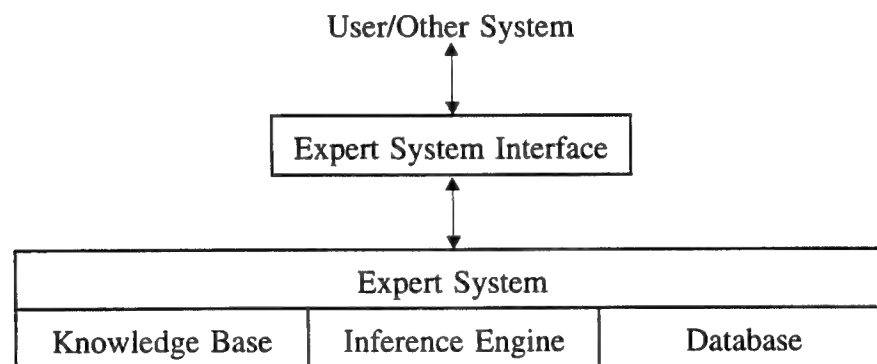 User/Other System
Expert System Interface
Expert System
Knowledge Base Inference Engine Database